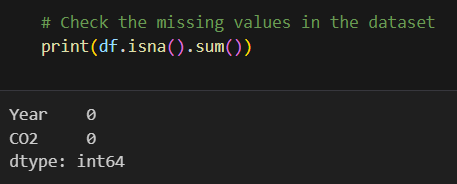 # Check the missing values in the dataset
print(df.isna().sum())
Year    0
CO2     0
dtype: int64